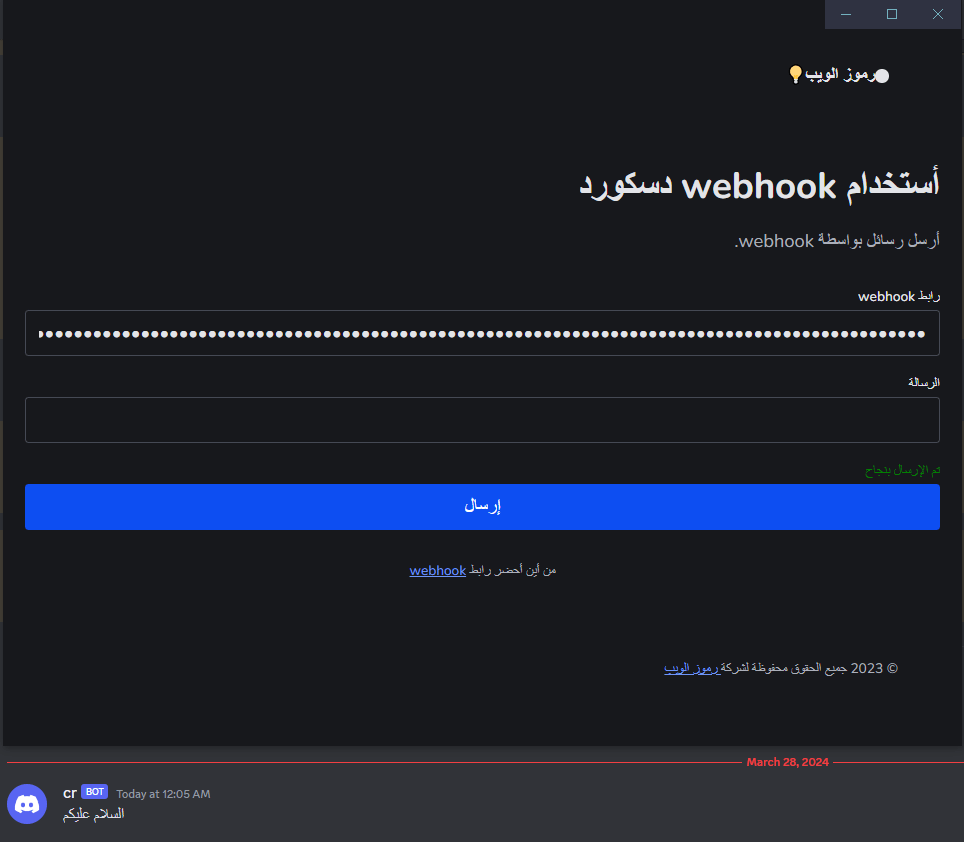 رموز الويب💡
أستخدام webhook دسكورد
أرسل رسائل بواسطة webhook.
رابط webhook
الرسالة
تم الإرسال بنجاح
إرسال
من أين أحضر رابط webhook
© 2023 جميع الحقوق محفوظة لشركة رموز الويب
March 28, 2024
cr BOT Today at 12:05 AM
السلام عليكم